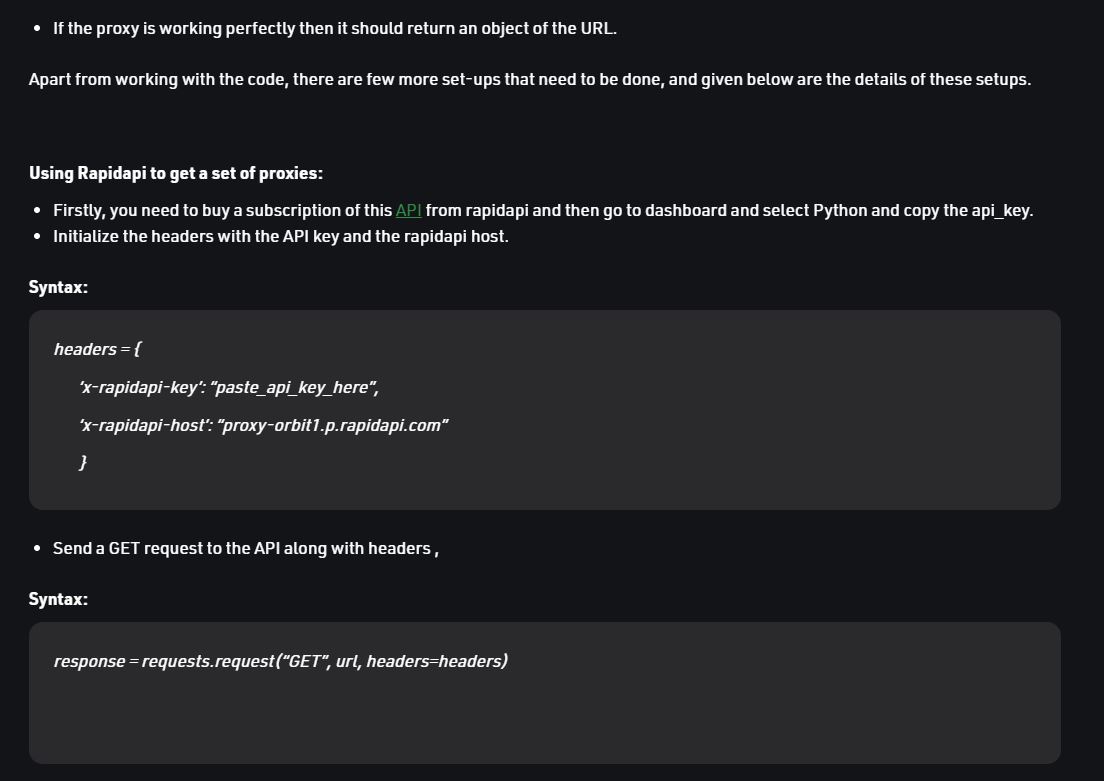 • If the proxy is working perfectly then it should return an object of the URL.
Apart from working with the code, there are few more set-ups that need to be done, and given below are the details of these setups.
Using Rapidapi to get a set of proxies:
• Firstly, you need to buy a subscription of this API from rapidapi and then go to dashboard and select Python and copy the api_key.
• Initialize the headers with the API key and the rapidapi host.
Syntax:
headers = {
‘x-rapidapi-key’: “paste_api_key_here”,
‘x-rapidapi-host’: “proxy-orbit1.p.rapidapi.com”
}
• Send a GET request to the API along with headers ,
Syntax:
response = requests.request(“GET”, url, headers=headers)